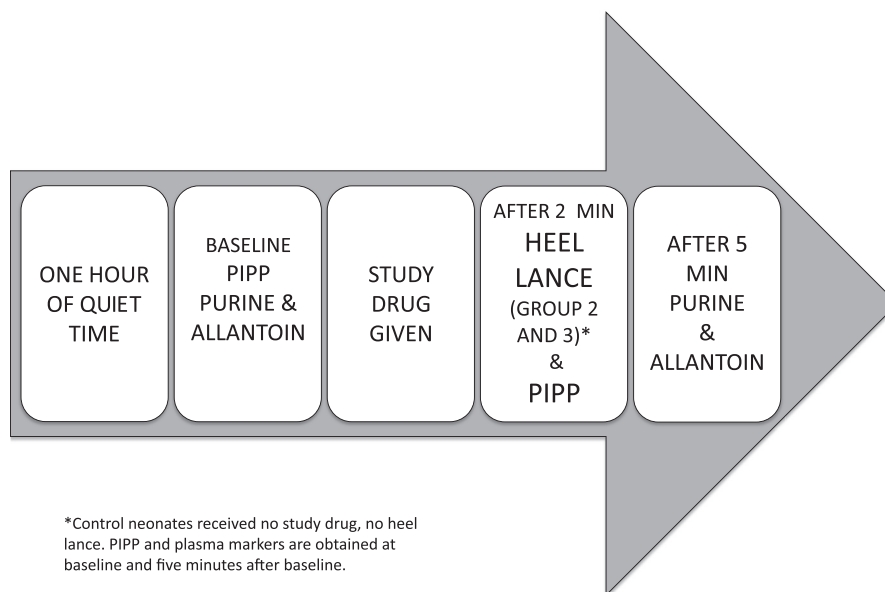 ONE HOUR
OF QUIET
TIME
BASELINE
PIPP
PURINE &
ALLANTOIN
STUDY
DRUG
GIVEN
AFTER 2 MIN
HEEL
LANCE
(GROUP 2
AND 3)*
&
PIPP
AFTER 5
MIN
PURINE
&
ALLANTOIN
*Control neonates received no study drug, no heel
lance. PIPP and plasma markers are obtained at
baseline and five minutes after baseline.